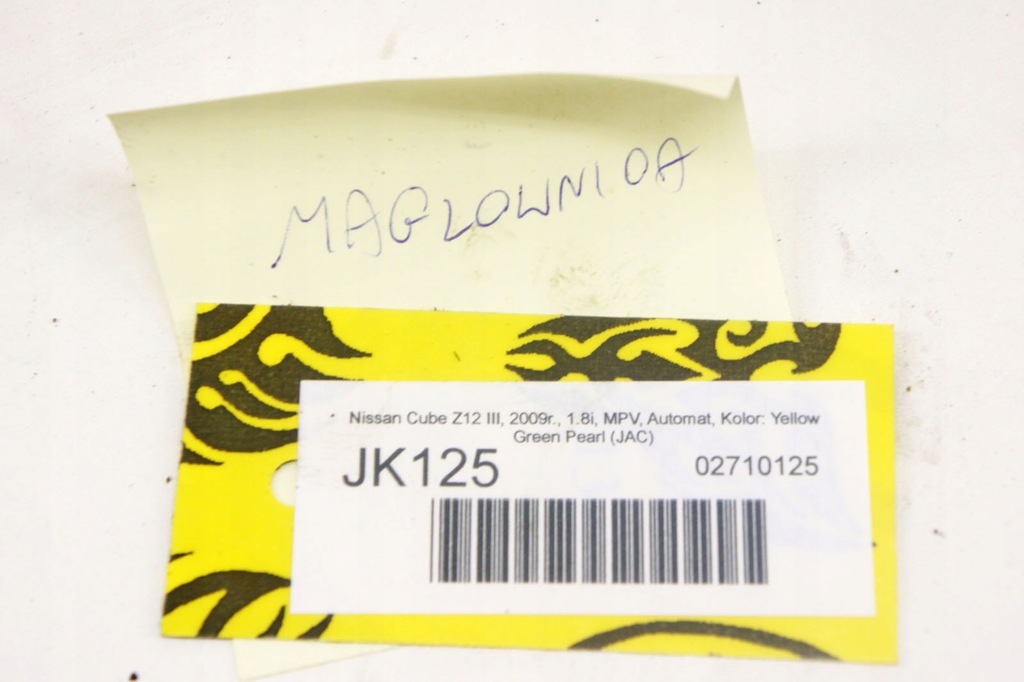 MAGLOWNICA
Nissan Cube Z12 III, 2009r., 1.8i, MPV, Automat, Kolor: Yellow
Green Pearl (JAC)
JK125
02710125